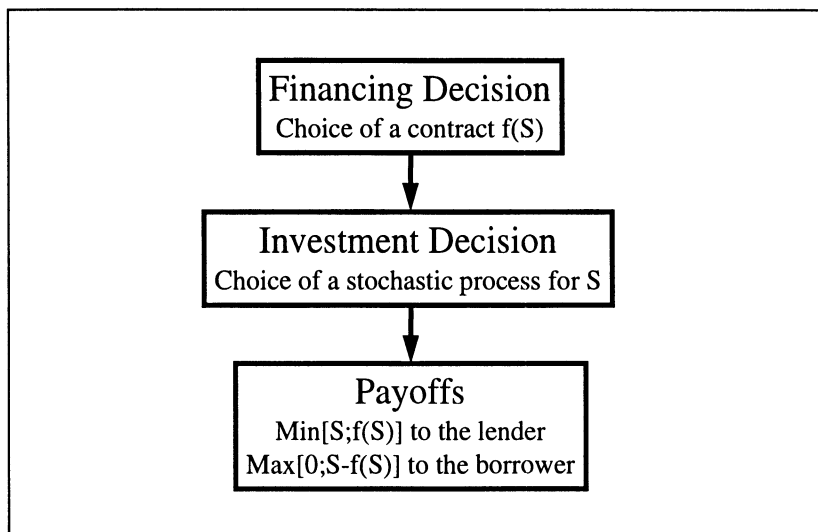 Financing Decision
Choice of a contract f(S)
Investment Decision
Choice of a stochastic process for S
Payoffs
Min[S;f(S)] to the lender
Max[0;S-f(S)] to the borrower